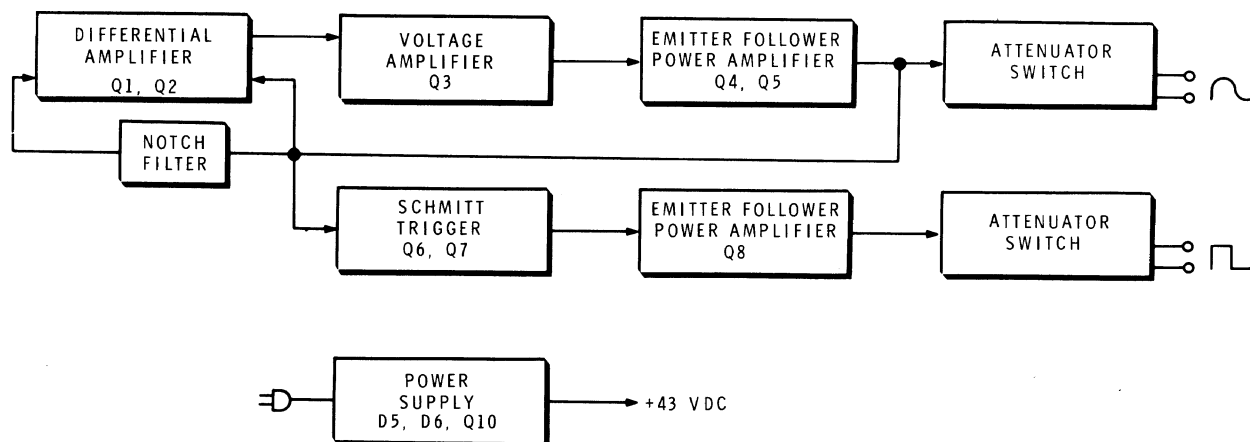 DIFFERENTIAL
AMPLIFIER
Q1, Q2
VOLTAGE
AMPLIFIER
Q3
EMITTER FOLLOWER
POWER AMPLIFIER
Q4, Q5
ATTENUATOR
SWITCH
NOTCH
FILTER
SCHMITT
TRIGGER
Q6, Q7
EMITTER FOLLOWER
POWER AMPLIFIER
Q8
ATTENUATOR
SWITCH
POWER
SUPPLY
D5, D6, Q10
+43 VDC